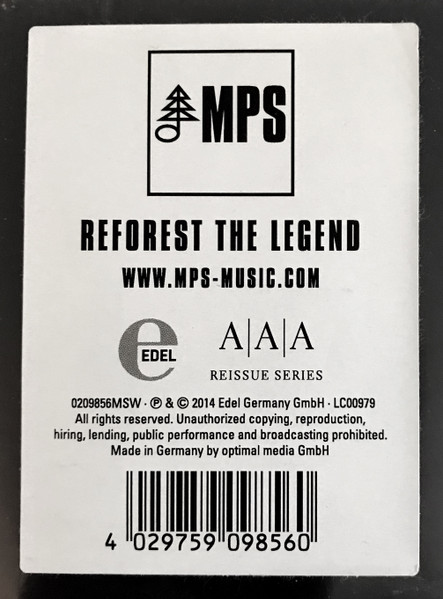 MPS
REFOREST THE LEGEND
WWW.MPS-MUSIC.COM
e EDEL
A|A|A
REISSUE SERIES
0209856MSW · ℗ & © 2014 Edel Germany GmbH · LC00979
All rights reserved. Unauthorized copying, reproduction,
hiring, lending, public performance and broadcasting prohibited.
Made in Germany by optimal media GmbH
4 029759 098560